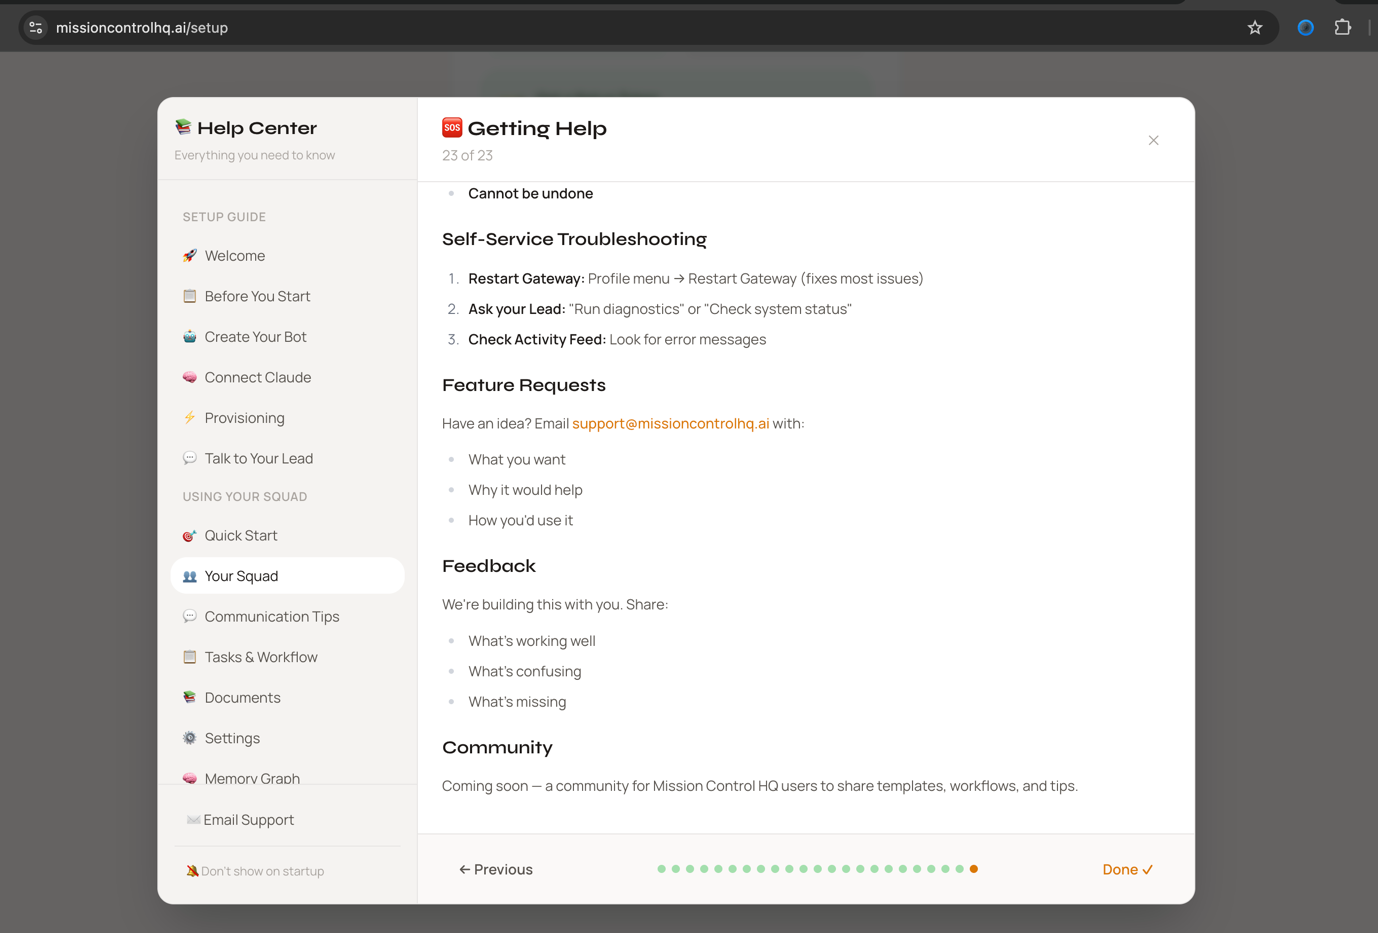 missioncontrolhq.ai/setup
Help Center
Everything you need to know
SETUP GUIDE
Welcome
Before You Start
Create Your Bot
Connect Claude
Provisioning
Talk to Your Lead
USING YOUR SQUAD
Quick Start
Your Squad
Communication Tips
Tasks & Workflow
Documents
Settings
Memory Graph
Email Support
Don't show on startup
SOS Getting Help
23 of 23
Cannot be undone
Self-Service Troubleshooting
1. Restart Gateway: Profile menu → Restart Gateway (fixes most issues)
2. Ask your Lead: "Run diagnostics" or "Check system status"
3. Check Activity Feed: Look for error messages
Feature Requests
Have an idea? Email support@missioncontrolhq.ai with:
What you want
Why it would help
How you'd use it
Feedback
We're building this with you. Share:
What's working well
What's confusing
What's missing
Community
Coming soon — a community for Mission Control HQ users to share templates, workflows, and tips.
← Previous
Done ✓